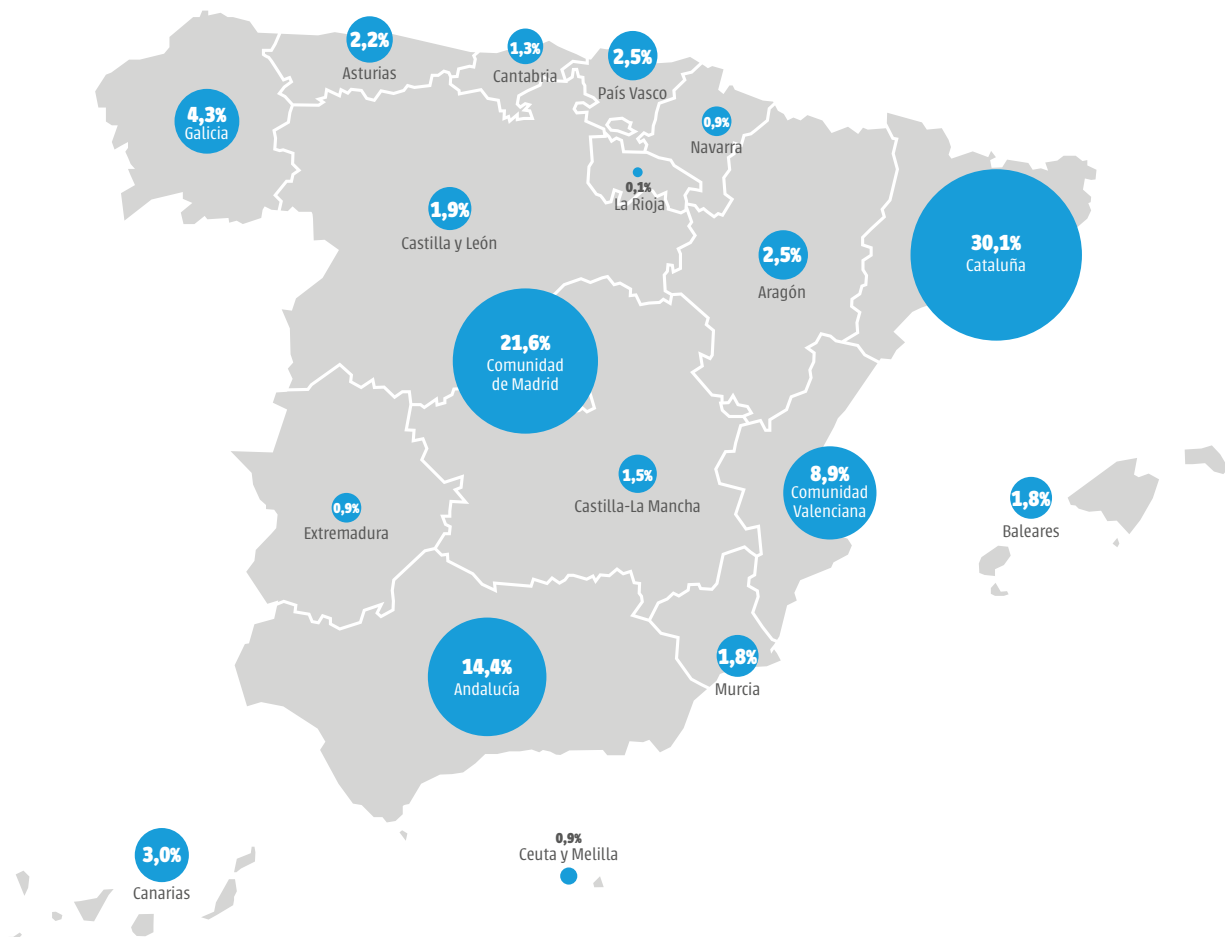 2,2%
Asturias
1,3%
Cantabria
2,5%
País Vasco
4,3%
Galicia
0,9%
Navarra
0,1%
La Rioja
1,9%
Castilla y León
2,5%
Aragón
30,1%
Cataluña
21,6%
Comunidad
de Madrid
1,5%
Castilla-La Mancha
8,9%
Comunidad
Valenciana
1,8%
Baleares
0,9%
Extremadura
14,4%
Andalucía
1,8%
Murcia
3,0%
Canarias
0,9%
Ceuta y Melilla